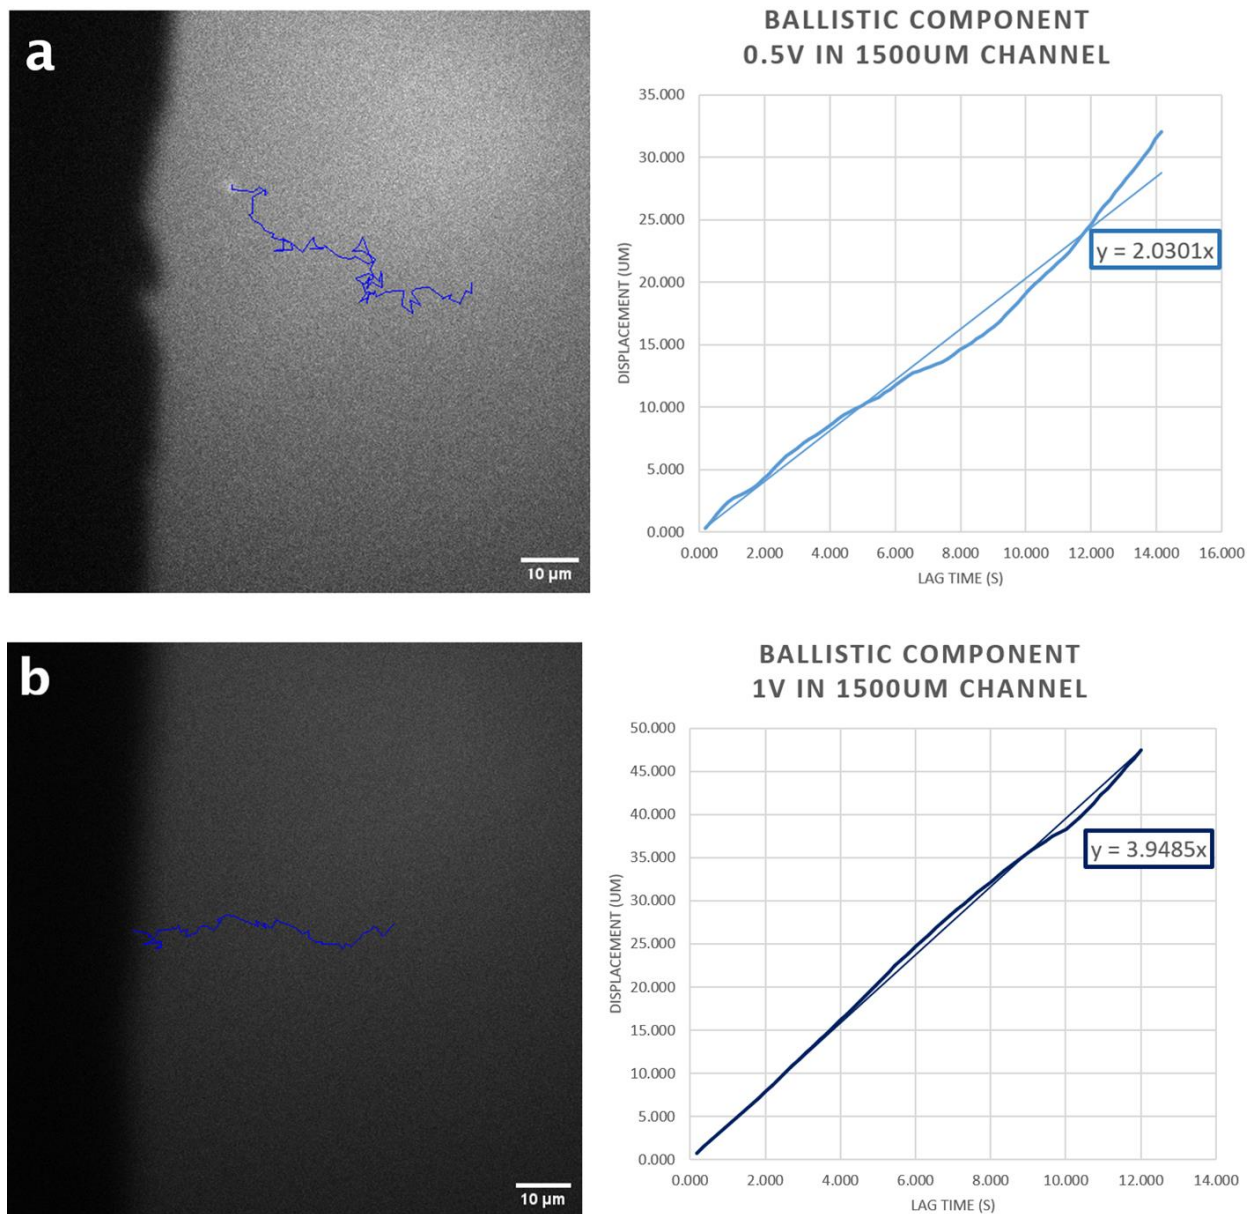 a
10 µm
BALLISTIC COMPONENT
0.5V IN 1500UM CHANNEL
35.000
30.000
25.000
20.000
15.000
10.000
5.000
0.000
DISPLACEMENT (UM)
y = 2.0301x
0.000 2.000 4.000 6.000 8.000 10.000 12.000 14.000 16.000
LAG TIME (S)
b
10 µm
BALLISTIC COMPONENT
1V IN 1500UM CHANNEL
50.000
45.000
40.000
35.000
30.000
25.000
20.000
15.000
10.000
5.000
0.000
DISPLACEMENT (UM)
y = 3.9485x
0.000 2.000 4.000 6.000 8.000 10.000 12.000 14.000
LAG TIME (S)